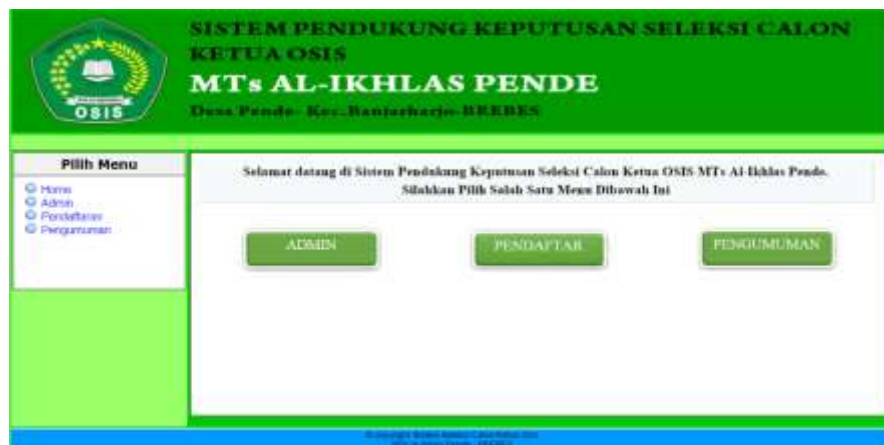 SISTEM PENDUKUNG KEPUTUSAN SELEKSI CALON
KETUA OSIS
MTs AL-IKHLAS PENDE
Desa Pende- Kec.Banjarharjo-BREBES
OSIS
Pilih Menu
Home
Admin
Pendaftaran
Pengumuman
Selamat datang di Sistem Pendukung Keputusan Seleksi Calon Ketua OSIS MTs Al-Ikhlas Pende.
Silahkan Pilih Salah Satu Menu Dibawah Ini
ADMIN
PENDAFTAR
PENGUMUMAN